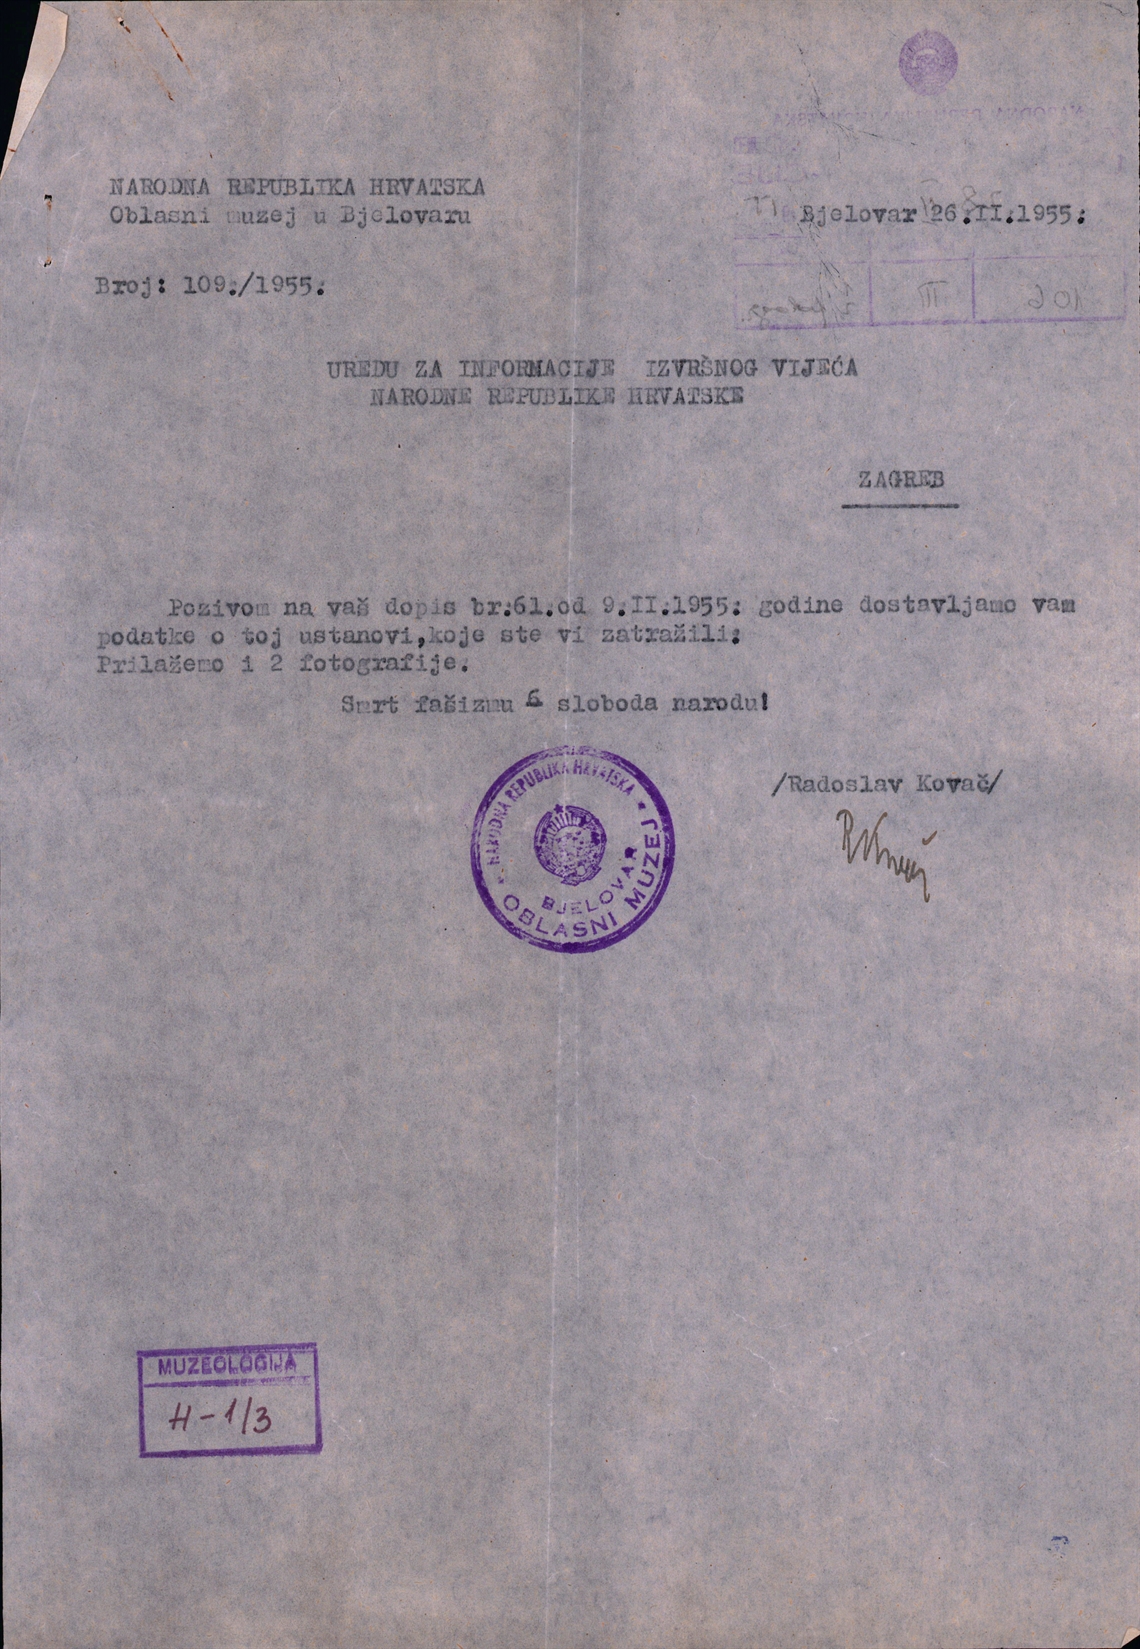 NARODNA REPUBLIKA HRVATSKA
Oblasni muzej u Bjelovaru
Bjelovar 26.II.1955.
Broj: 109./1955.
106
III
UREDU ZA INFORMACIJE IZVRŠNOG VIJEĆA
NARODNE REPUBLIKE HRVATSKE
ZAGREB
Pozivom na vaš dopis br.61.od 9.II.1955. godine dostavljamo vam
podatke o toj ustanovi,koje ste vi zatražili.
Prilažemo i 2 fotografije.
Smrt fašizmu & sloboda narodu!
/Radoslav Kovač/
NARODNA REPUBLIKA HRVATSKA
BJELOVAR
OBLASNI MUZEJ
MUZEOLOGIJA
H-1/3